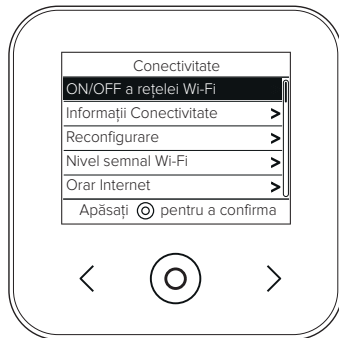 Conectivitate
ON/OFF a rețelei Wi-Fi
Informații Conectivitate >
Reconfigurare >
Nivel semnal Wi-Fi >
Orar Internet >
Apăsați pentru a confirma